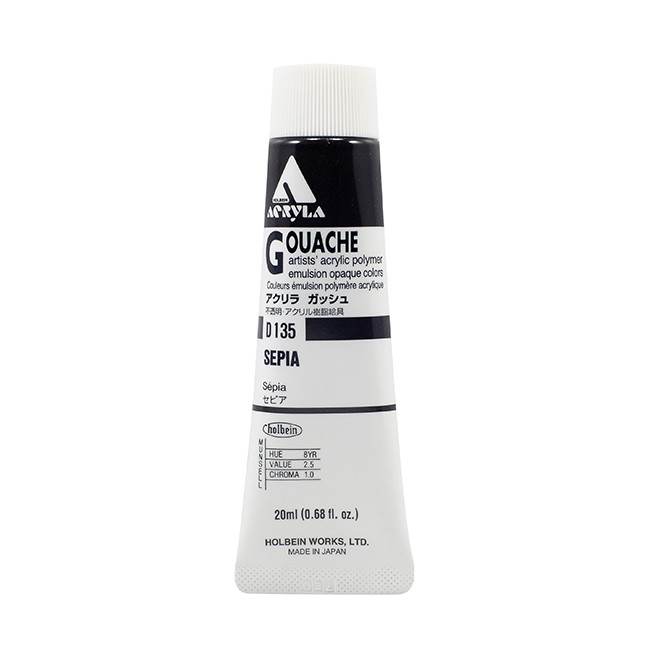 HOLBEIN
ACRYLA
GOUACHE
artists' acrylic polymer
emulsion opaque colors
Couleurs émulsion polymère acrylique
アクリラ ガッシュ
不透明・アクリル樹脂絵具
D135
SEPIA
Sépia
セピア
holbein
MUNSELL
HUE 8YR
VALUE 2.5
CHROMA 1.0
20ml (0.68 fl. oz.)
HOLBEIN WORKS, LTD.
MADE IN JAPAN